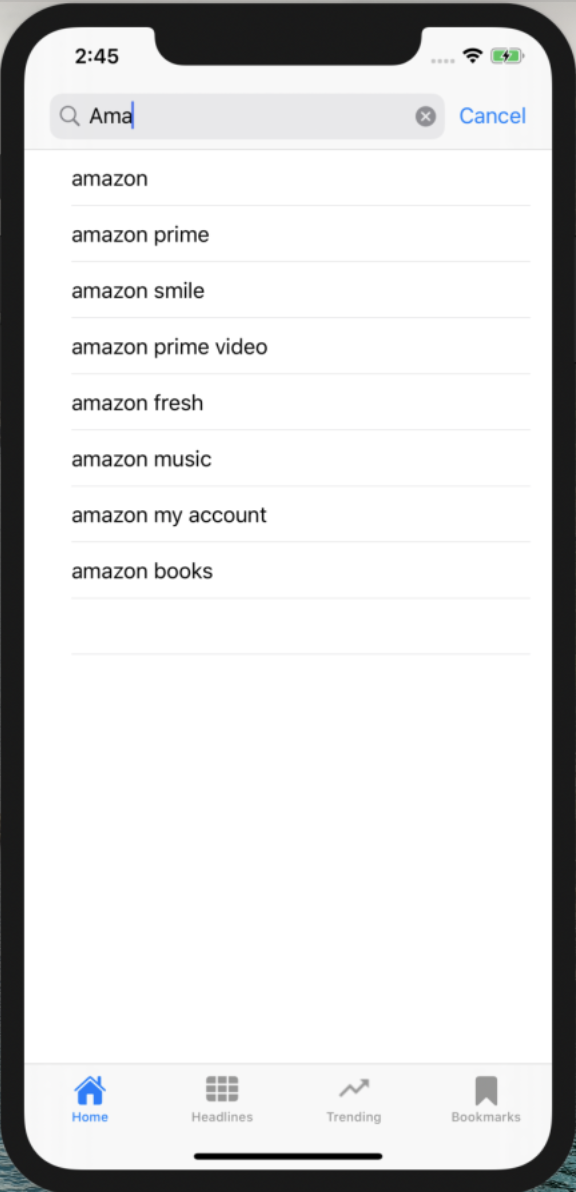 2:45
Ama
Cancel
amazon
amazon prime
amazon smile
amazon prime video
amazon fresh
amazon music
amazon my account
amazon books
Home
Headlines
Trending
Bookmarks